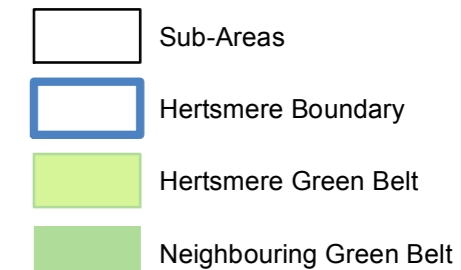 Sub-Areas
Hertsmere Boundary
Hertsmere Green Belt
Neighbouring Green Belt